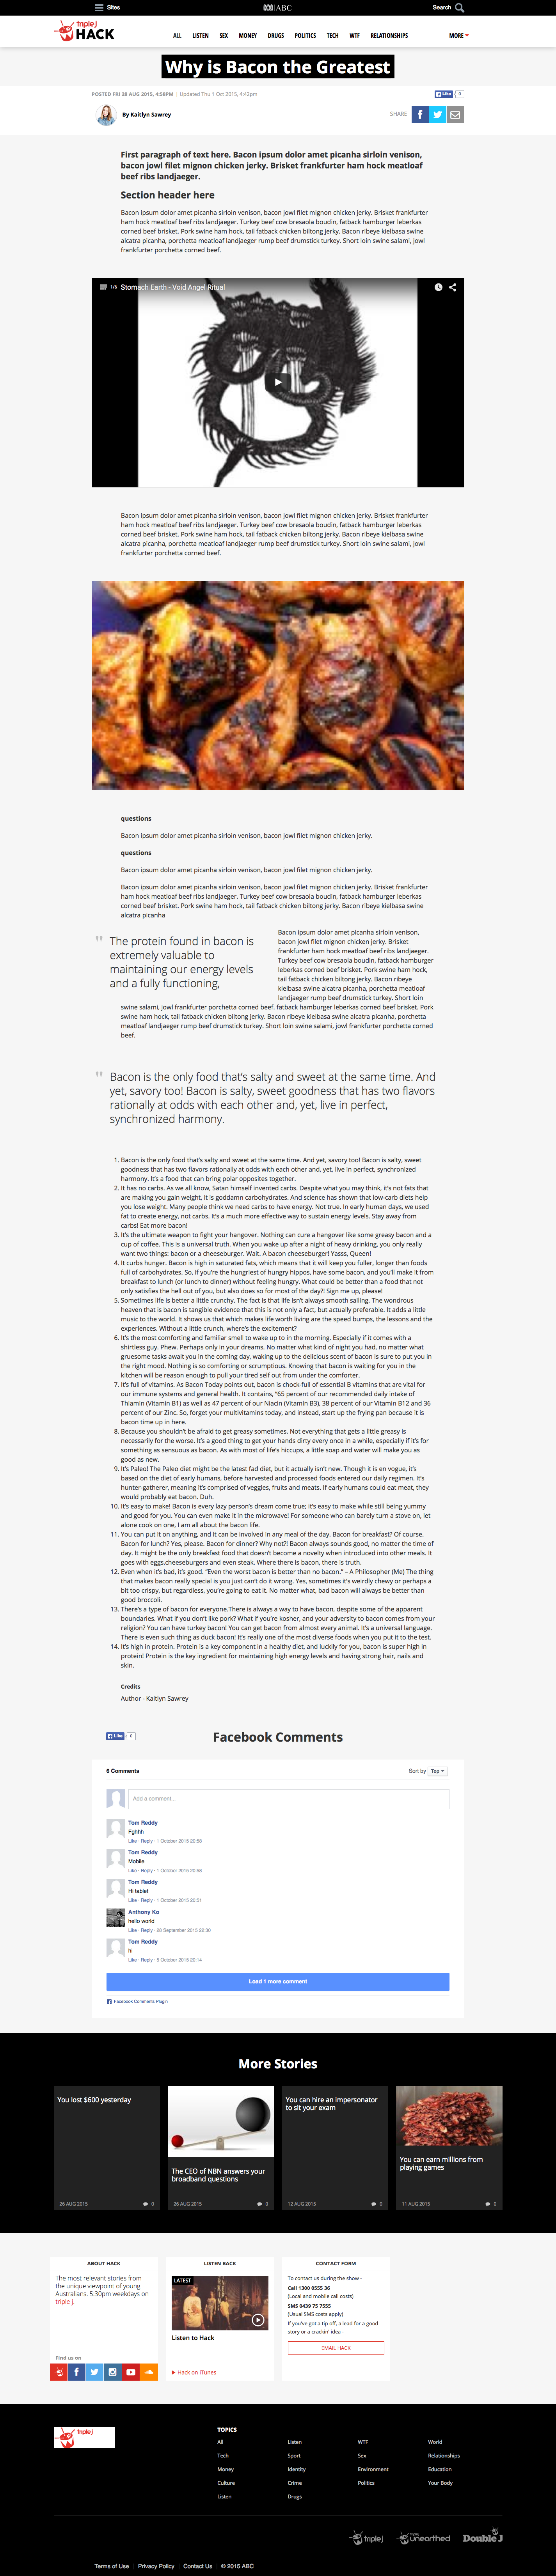 Sites
ABC
Search
triple j
HACK
ALL LISTEN SEX MONEY DRUGS POLITICS TECH WTF RELATIONSHIPS MORE
Why is Bacon the Greatest
POSTED FRI 28 AUG 2015, 4:58PM | Updated Thu 1 Oct 2015, 4:42pm
Like 0
By Kaitlyn Sawrey
SHARE
First paragraph of text here. Bacon ipsum dolor amet picanha sirloin venison,
bacon jowl filet mignon chicken jerky. Brisket frankfurter ham hock meatloaf
beef ribs landjaeger.
Section header here
Bacon ipsum dolor amet picanha sirloin venison, bacon jowl filet mignon chicken jerky. Brisket frankfurter
ham hock meatloaf beef ribs landjaeger. Turkey beef cow bresaola boudin, fatback hamburger leberkas
corned beef brisket. Pork swine ham hock, tail fatback chicken biltong jerky. Bacon ribeye kielbasa swine
alcatra picanha, porchetta meatloaf landjaeger rump beef drumstick turkey. Short loin swine salami, jowl
frankfurter porchetta corned beef.
1/5 Stomach Earth - Void Angel Ritual
Bacon ipsum dolor amet picanha sirloin venison, bacon jowl filet mignon chicken jerky. Brisket frankfurter
ham hock meatloaf beef ribs landjaeger. Turkey beef cow bresaola boudin, fatback hamburger leberkas
corned beef brisket. Pork swine ham hock, tail fatback chicken biltong jerky. Bacon ribeye kielbasa swine
alcatra picanha, porchetta meatloaf landjaeger rump beef drumstick turkey. Short loin swine salami, jowl
frankfurter porchetta corned beef.
questions
Bacon ipsum dolor amet picanha sirloin venison, bacon jowl filet mignon chicken jerky.
questions
Bacon ipsum dolor amet picanha sirloin venison, bacon jowl filet mignon chicken jerky.
Bacon ipsum dolor amet picanha sirloin venison, bacon jowl filet mignon chicken jerky. Brisket frankfurter
ham hock meatloaf beef ribs landjaeger. Turkey beef cow bresaola boudin, fatback hamburger leberkas
corned beef brisket. Pork swine ham hock, tail fatback chicken biltong jerky. Bacon ribeye kielbasa swine
alcatra picanha
" The protein found in bacon is
extremely valuable to
maintaining our energy levels
and a fully functioning,
Bacon ipsum dolor amet picanha sirloin venison,
bacon jowl filet mignon chicken jerky. Brisket
frankfurter ham hock meatloaf beef ribs landjaeger.
Turkey beef cow bresaola boudin, fatback hamburger
leberkas corned beef brisket. Pork swine ham hock,
tail fatback chicken biltong jerky. Bacon ribeye
kielbasa swine alcatra picanha, porchetta meatloaf
landjaeger rump beef drumstick turkey. Short loin
swine salami, jowl frankfurter porchetta corned beef. fatback hamburger leberkas corned beef brisket. Pork
swine ham hock, tail fatback chicken biltong jerky. Bacon ribeye kielbasa swine alcatra picanha, porchetta
meatloaf landjaeger rump beef drumstick turkey. Short loin swine salami, jowl frankfurter porchetta corned
beef.
" Bacon is the only food that's salty and sweet at the same time. And
yet, savory too! Bacon is salty, sweet goodness that has two flavors
rationally at odds with each other and, yet, live in perfect,
synchronized harmony.
1. Bacon is the only food that's salty and sweet at the same time. And yet, savory too! Bacon is salty, sweet
goodness that has two flavors rationally at odds with each other and, yet, live in perfect, synchronized
harmony. It's a food that can bring polar opposites together.
2. It has no carbs. As we all know, Satan himself invented carbs. Despite what you may think, it's not fats that
are making you gain weight, it is goddamn carbohydrates. And science has shown that low-carb diets help
you lose weight. Many people think we need carbs to have energy. Not true. In early human days, we used
fat to create energy, not carbs. It's a much more effective way to sustain energy levels. Stay away from
carbs! Eat more bacon!
3. It's the ultimate weapon to fight your hangover. Nothing can cure a hangover like some greasy bacon and a
cup of coffee. This is a universal truth. When you wake up after a night of heavy drinking, you only really
want two things: bacon or a cheeseburger. Wait. A bacon cheeseburger! Yasss, Queen!
4. It curbs hunger. Bacon is high in saturated fats, which means that it will keep you fuller, longer than foods
full of carbohydrates. So, if you're the hungriest of hungry hippos, have some bacon, and you'll make it from
breakfast to lunch (or lunch to dinner) without feeling hungry. What could be better than a food that not
only satisfies the hell out of you, but also does so for most of the day?! Sign me up, please!
5. Sometimes life is better a little crunchy. The fact is that life isn't always smooth sailing. The wondrous
heaven that is bacon is tangible evidence that this is not only a fact, but actually preferable. It adds a little
music to the world. It shows us that which makes life worth living are the speed bumps, the lessons and the
experiences. Without a little crunch, where's the excitement?
6. It's the most comforting and familiar smell to wake up to in the morning. Especially if it comes with a
shirtless guy. Phew. Perhaps only in your dreams. No matter what kind of night you had, no matter what
gruesome tasks await you in the coming day, waking up to the delicious scent of bacon is sure to put you in
the right mood. Nothing is so comforting or scrumptious. Knowing that bacon is waiting for you in the
kitchen will be reason enough to pull your tired self out from under the comforter.
7. It's full of vitamins. As Bacon Today points out, bacon is chock-full of essential B vitamins that are vital for
our immune systems and general health. It contains, "65 percent of our recommended daily intake of
Thiamin (Vitamin B1) as well as 47 percent of our Niacin (Vitamin B3), 38 percent of our Vitamin B12 and 36
percent of our Zinc. So, forget your multivitamins today, and instead, start up the frying pan because it is
bacon time up in here.
8. Because you shouldn't be afraid to get greasy sometimes. Not everything that gets a little greasy is
necessarily for the worse. It's a good thing to get your hands dirty every once in a while, especially if it's for
something as sensuous as bacon. As with most of life's hiccups, a little soap and water will make you as
good as new.
9. It's Paleo! The Paleo diet might be the latest fad diet, but it actually isn't new. Though it is en vogue, it's
based on the diet of early humans, before harvested and processed foods entered our daily regimen. It's
hunter-gatherer, meaning it's comprised of veggies, fruits and meats. If early humans could eat meat, they
would probably eat bacon. Duh.
10. It's easy to make! Bacon is every lazy person's dream come true; it's easy to make while still being yummy
and good for you. You can even make it in the microwave! For someone who can barely turn a stove on, let
alone cook on one, I am all about the bacon life.
11. You can put it on anything, and it can be involved in any meal of the day. Bacon for breakfast? Of course.
Bacon for lunch? Yes, please. Bacon for dinner? Why not?! Bacon always sounds good, no matter the time of
day. It might be the only breakfast food that hasn't become a novelty when introduced into other meals. It
goes with eggs,cheeseburgers and even steak. Where there is bacon, there is truth.
12. Even when it's bad, it's good. "Even the worst bacon is better than no bacon." – A Philosopher (Me) The thing
that makes bacon really special is you just can't do it wrong. Yes, sometimes it's weirdly chewy or perhaps a
bit too crispy, but regardless, you're going to eat it. No matter what, bad bacon will always be better than
good broccoli.
13. There's a type of bacon for everyone.There is always a way to have bacon, despite some of the apparent
boundaries. What if you don't like pork? What if you're kosher, and your adversity to bacon comes from your
religion? You can have turkey bacon! You can get bacon from almost every animal. It's a universal language.
There is even such thing as duck bacon! It's really one of the most diverse foods when you put it to the test.
14. It's high in protein. Protein is a key component in a healthy diet, and luckily for you, bacon is super high in
protein! Protein is the key ingredient for maintaining high energy levels and having strong hair, nails and
skin.
Credits
Author - Kaitlyn Sawrey
Like 0
Facebook Comments
6 Comments
Sort by Top
Add a comment...
Tom Reddy
Fghhh
Like · Reply · 1 October 2015 20:58
Tom Reddy
Mobile
Like · Reply · 1 October 2015 20:58
Tom Reddy
Hi tablet
Like · Reply · 1 October 2015 20:51
Anthony Ko
hello world
Like · Reply · 08 September 2015 23:30
Tom Reddy
hi
Like · Reply · 5 October 2015 20:14
Load 1 more comment
Facebook Comments Plugin
More Stories
You lost $600 yesterday
26 AUG 2015 0
The CEO of NBN answers your
broadband questions
26 AUG 2015 0
You can hire an impersonator
to sit your exam
12 AUG 2015 0
You can earn millions from
playing games
11 AUG 2015 0
ABOUT HACK
The most relevant stories from
the unique viewpoint of young
Australians. 5:30pm weekdays on
triple j.
Find us on
LISTEN BACK
LATEST
Listen to Hack
Hack on iTunes
CONTACT FORM
To contact us during the show -
Call 1300 0555 36
(Local and mobile call costs)
SMS 0439 75 7555
(Usual SMS costs apply)
If you've got a tip off, a lead for a good
story or a crackin' idea -
EMAIL HACK
triple j
TOPICS
All Listen WTF World
Tech Sport Sex Relationships
Money Identity Environment Education
Culture Crime Politics Your Body
Listen Drugs
triple j
triple j unearthed
Double J
Terms of Use | Privacy Policy | Contact Us | © 2015 ABC